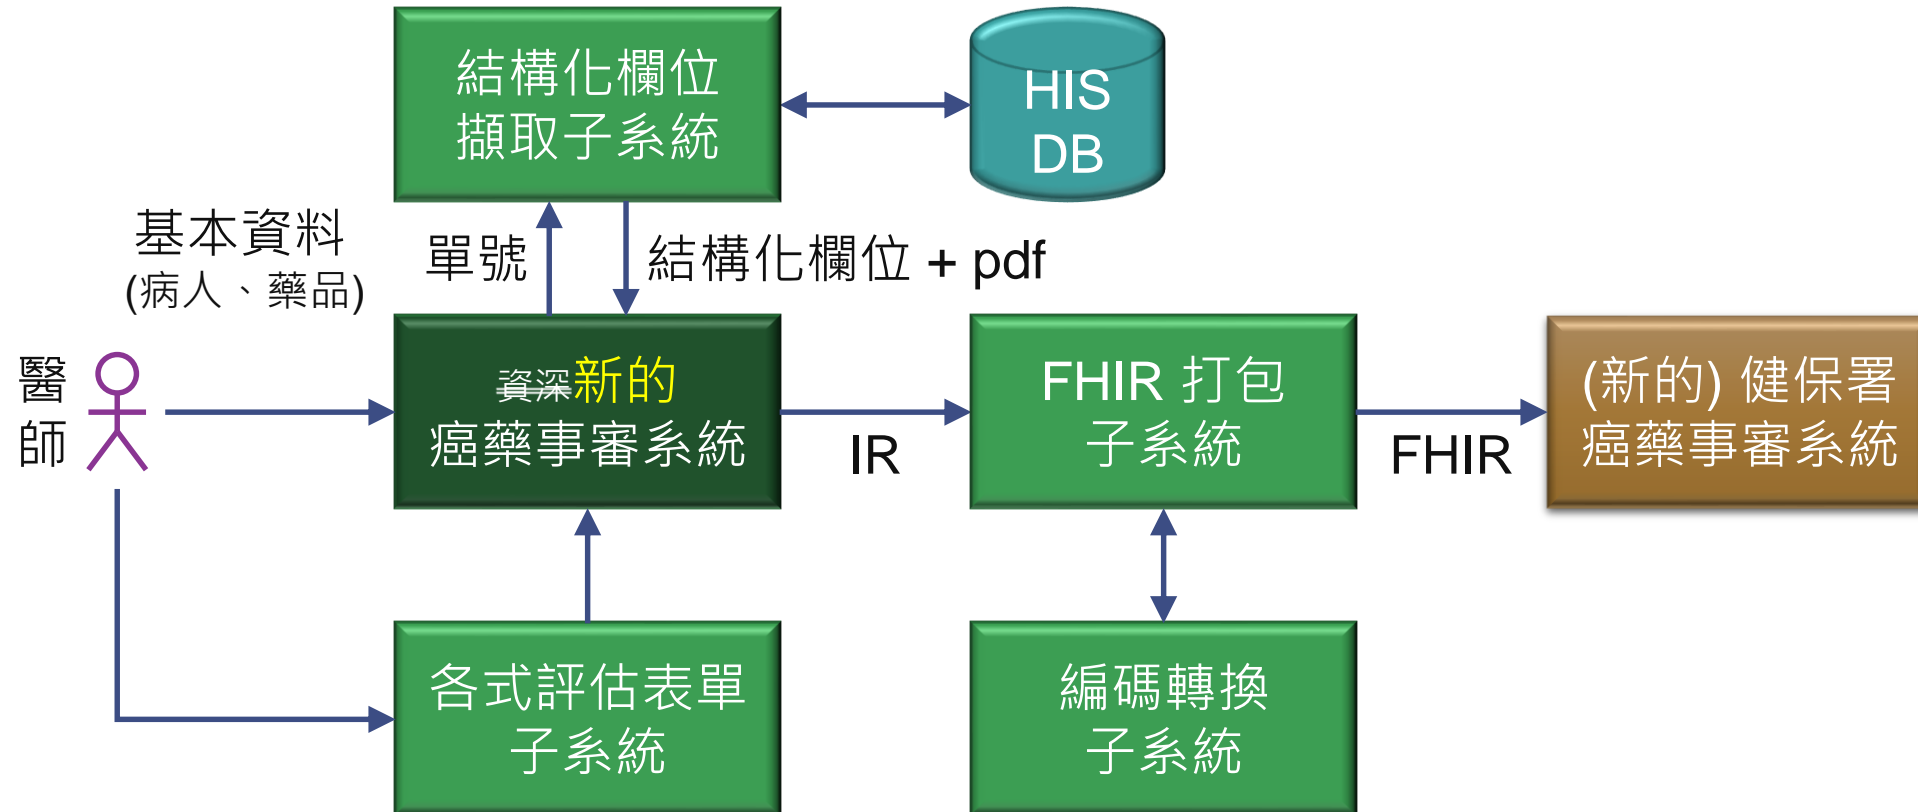 結構化欄位
擷取子系統
HIS
DB
基本資料
(病人、藥品)
單號
結構化欄位 + pdf
醫
師
資深新的
癌藥事審系統
IR
FHIR 打包
子系統
FHIR
(新的) 健保署
癌藥事審系統
各式評估表單
子系統
編碼轉換
子系統